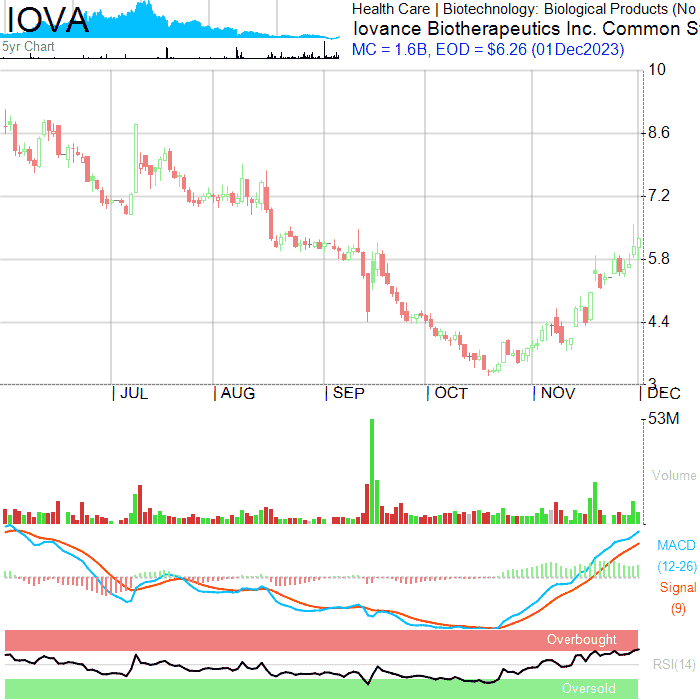 IOVA
5yr Chart
Health Care | Biotechnology: Biological Products (No
Iovance Biotherapeutics Inc. Common S
MC = 1.6B, EOD = $6.26 (01Dec2023)
10
8.6
7.2
5.8
4.4
3
JUL AUG SEP OCT NOV DEC
53M
Volume
MACD
(12-26)
Signal
(9)
Overbought
RSI(14)
Oversold